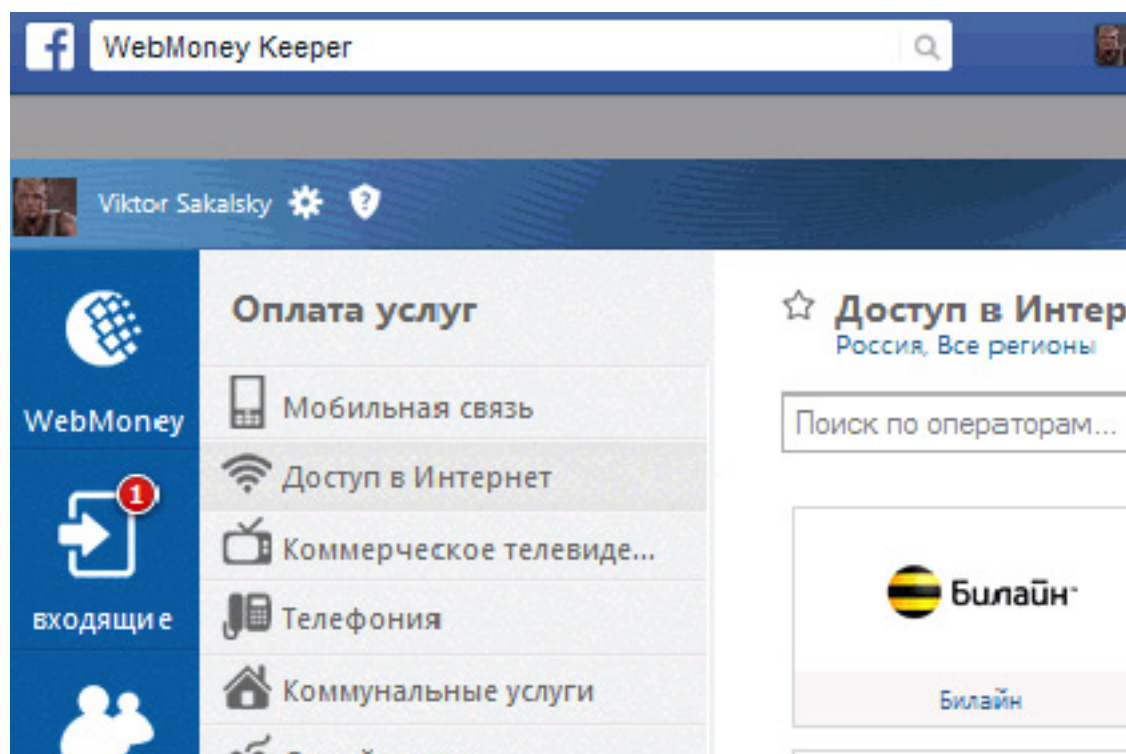 WebMoney Keeper
Viktor Sakalsky
WebMoney
1
входящие
Оплата услуг
Мобильная связь
Доступ в Интернет
Коммерческое телевиде...
Телефония
Коммунальные услуги
Доступ в Интер
Россия, Все регионы
Поиск по операторам...
Билайн
Билайн